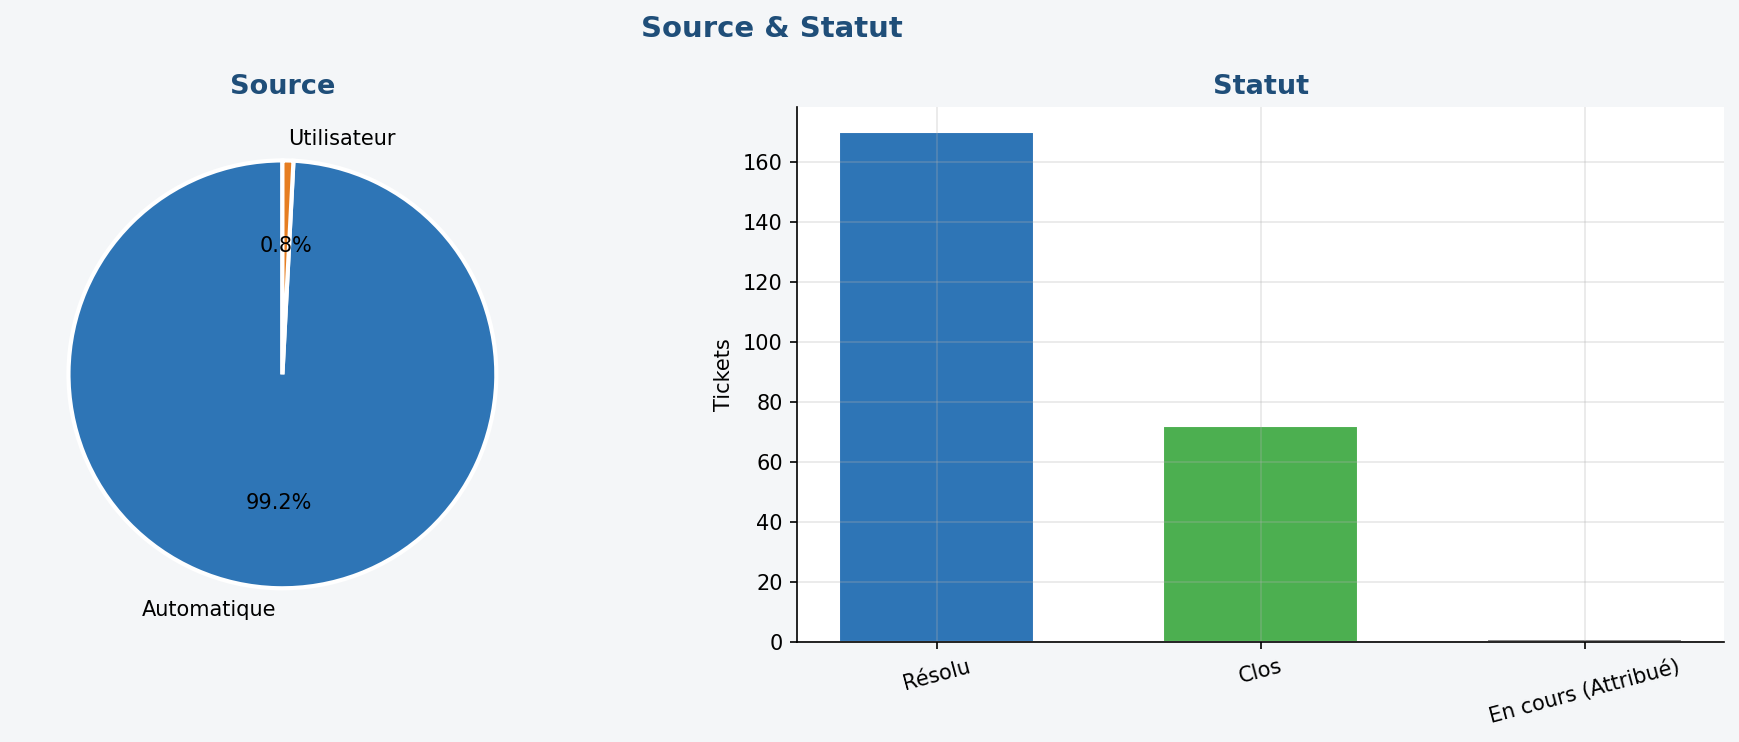 Source & Statut
Source
Utilisateur
0.8%
99.2%
Automatique
Statut
Tickets
160
140
120
100
80
60
40
20
0
Résolu
Clos
En cours (Attribué)